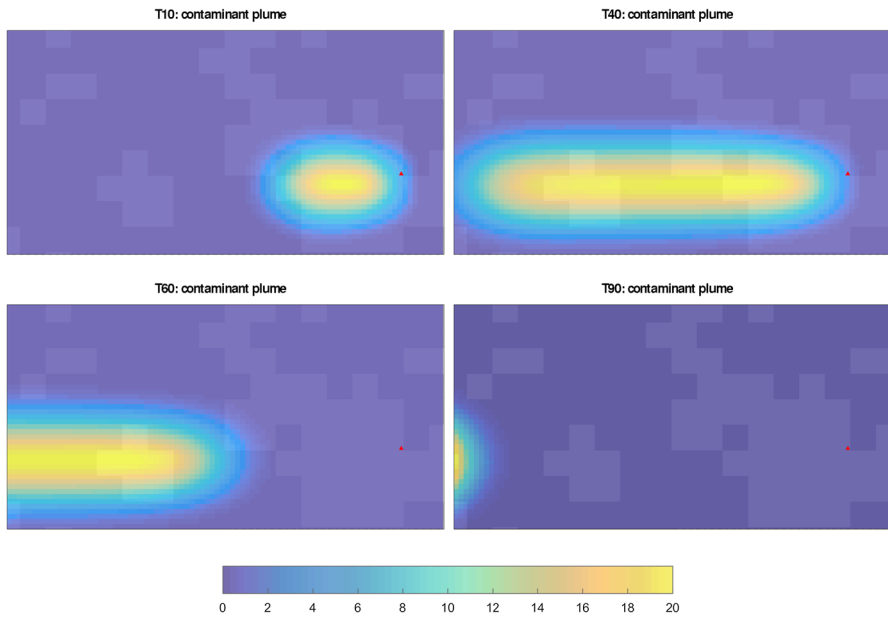 T10: contaminant plume
T40: contaminant plume
T60: contaminant plume
T90: contaminant plume
0 2 4 6 8 10 12 14 16 18 20